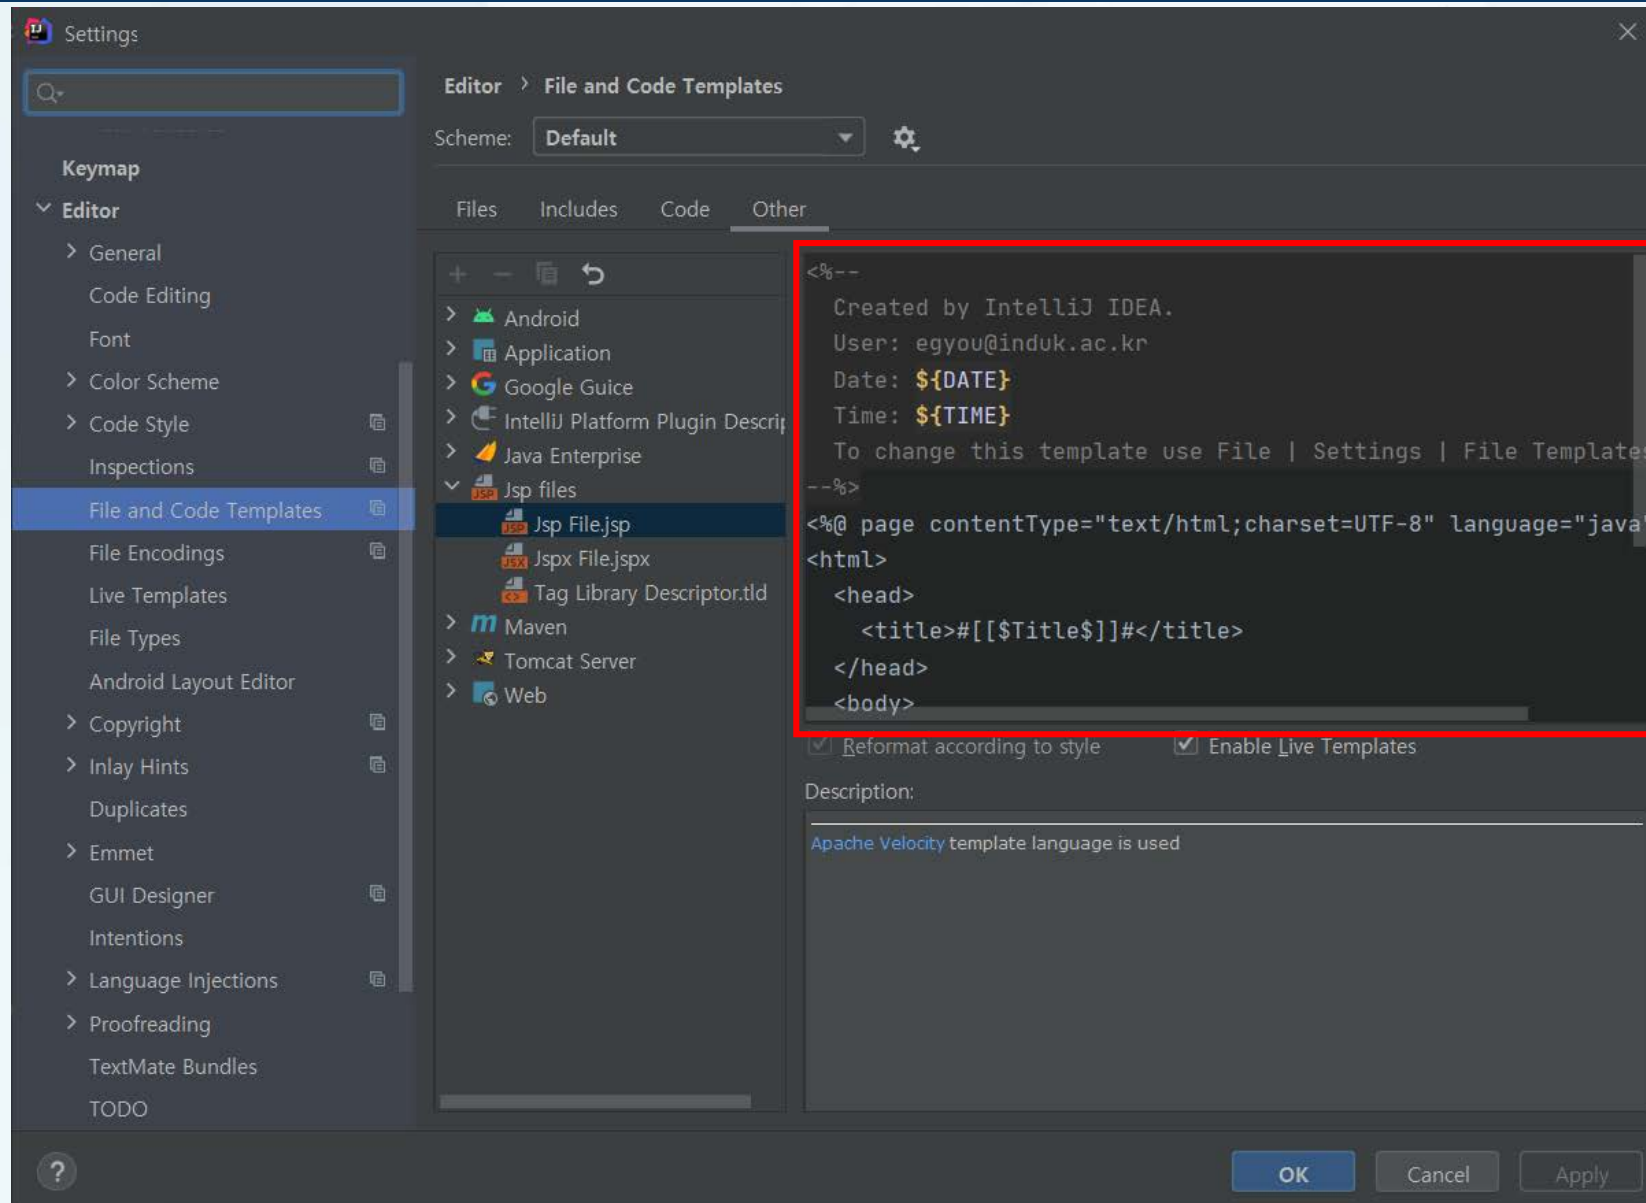 Settings
Keymap
Editor
General
Code Editing
Font
Color Scheme
Code Style
Inspections
File and Code Templates
File Encodings
Live Templates
File Types
Android Layout Editor
Copyright
Inlay Hints
Duplicates
Emmet
GUI Designer
Intentions
Language Injections
Proofreading
TextMate Bundles
TODO
Editor > File and Code Templates
Scheme: Default
Files Includes Code Other
Android
Application
Google Guice
IntelliJ Platform Plugin Descrip
Java Enterprise
Jsp files
Jsp File.jsp
Jspx File.jspx
Tag Library Descriptor.tld
Maven
Tomcat Server
Web
<%--
Created by IntelliJ IDEA.
User: egyou@induk.ac.kr
Date: ${DATE}
Time: ${TIME}
To change this template use File | Settings | File Templates
--%>
<%@ page contentType="text/html;charset=UTF-8" language="java"
<html>
<head>
<title>#[[$Title$]]#</title>
</head>
<body>
Reformat according to style Enable Live Templates
Description:
Apache Velocity template language is used
? OK Cancel Apply